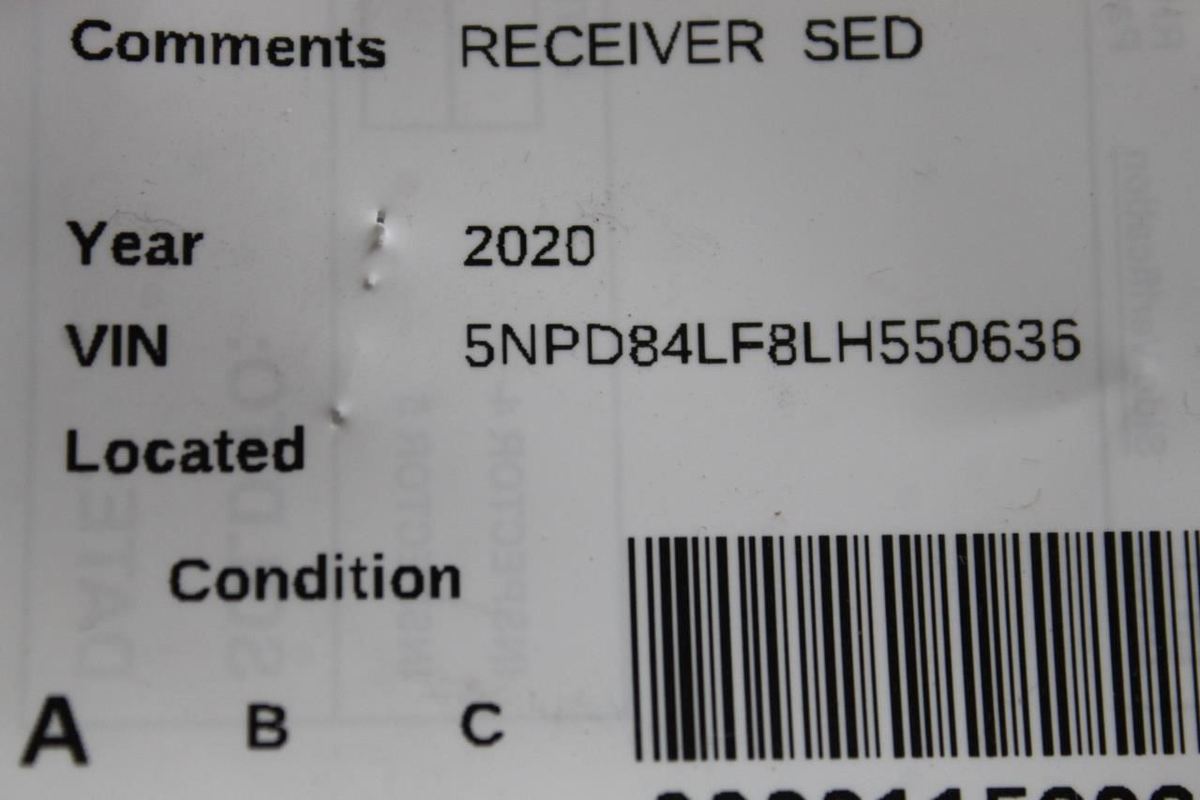 Comments RECEIVER SED
Year 2020
VIN 5NPD84LF8LH550636
Located
Condition
A B C